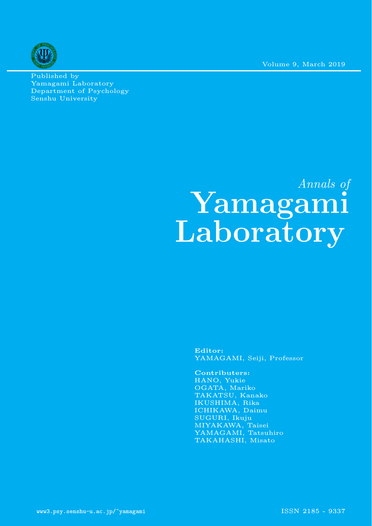 Volume 9, March 2019
Published by
Yamagami Laboratory
Department of Psychology
Senshu University
Annals of
Yamagami
Laboratory
Editor:
YAMAGAMI, Seiji, Professor
Contributers:
HANO, Yukie
OGATA, Mariko
TAKATSU, Kanako
IKUSHIMA, Rika
ICHIKAWA, Daimu
SUGURI, Ikuju
MIYAKAWA, Taisei
YAMAGAMI, Tatsuhiro
TAKAHASHI, Misato
www2.psy.senshu-u.ac.jp/~yamagami
ISSN 2185 - 9337